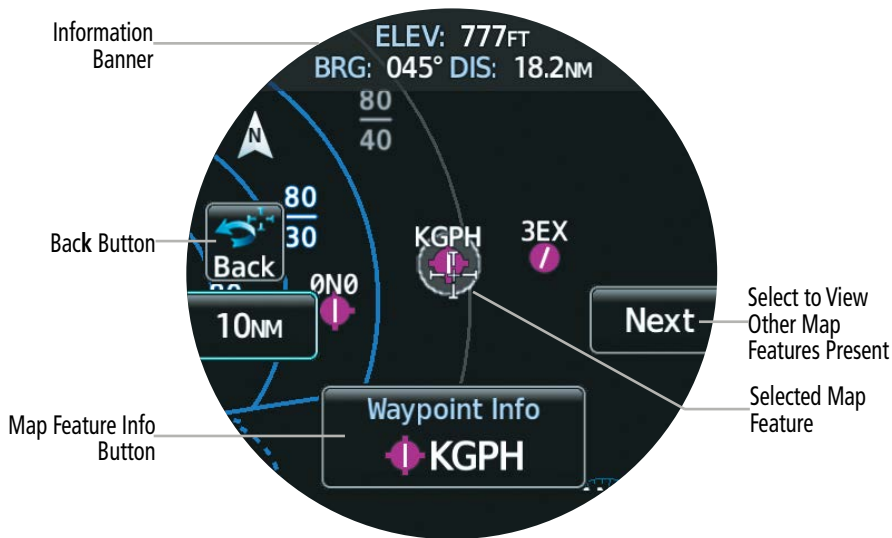 Information
Banner
ELEV: 777FT
BRG: 045° DIS: 18.2NM
80
40
N
80
30
Back Button
Back
KGPH
3EX
0N0
10NM
Next
Select to View
Other Map
Features Present
Selected Map
Feature
Waypoint Info
KGPH
Map Feature Info
Button